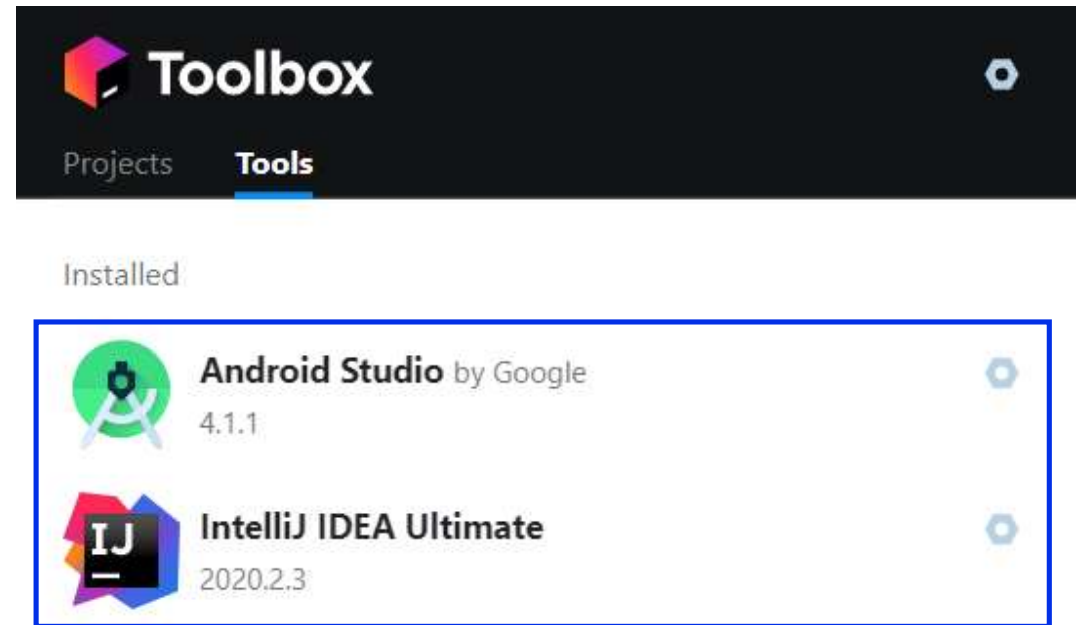 Toolbox
Projects Tools
Installed
Android Studio by Google
4.1.1
IJ
IntelliJ IDEA Ultimate
2020.2.3